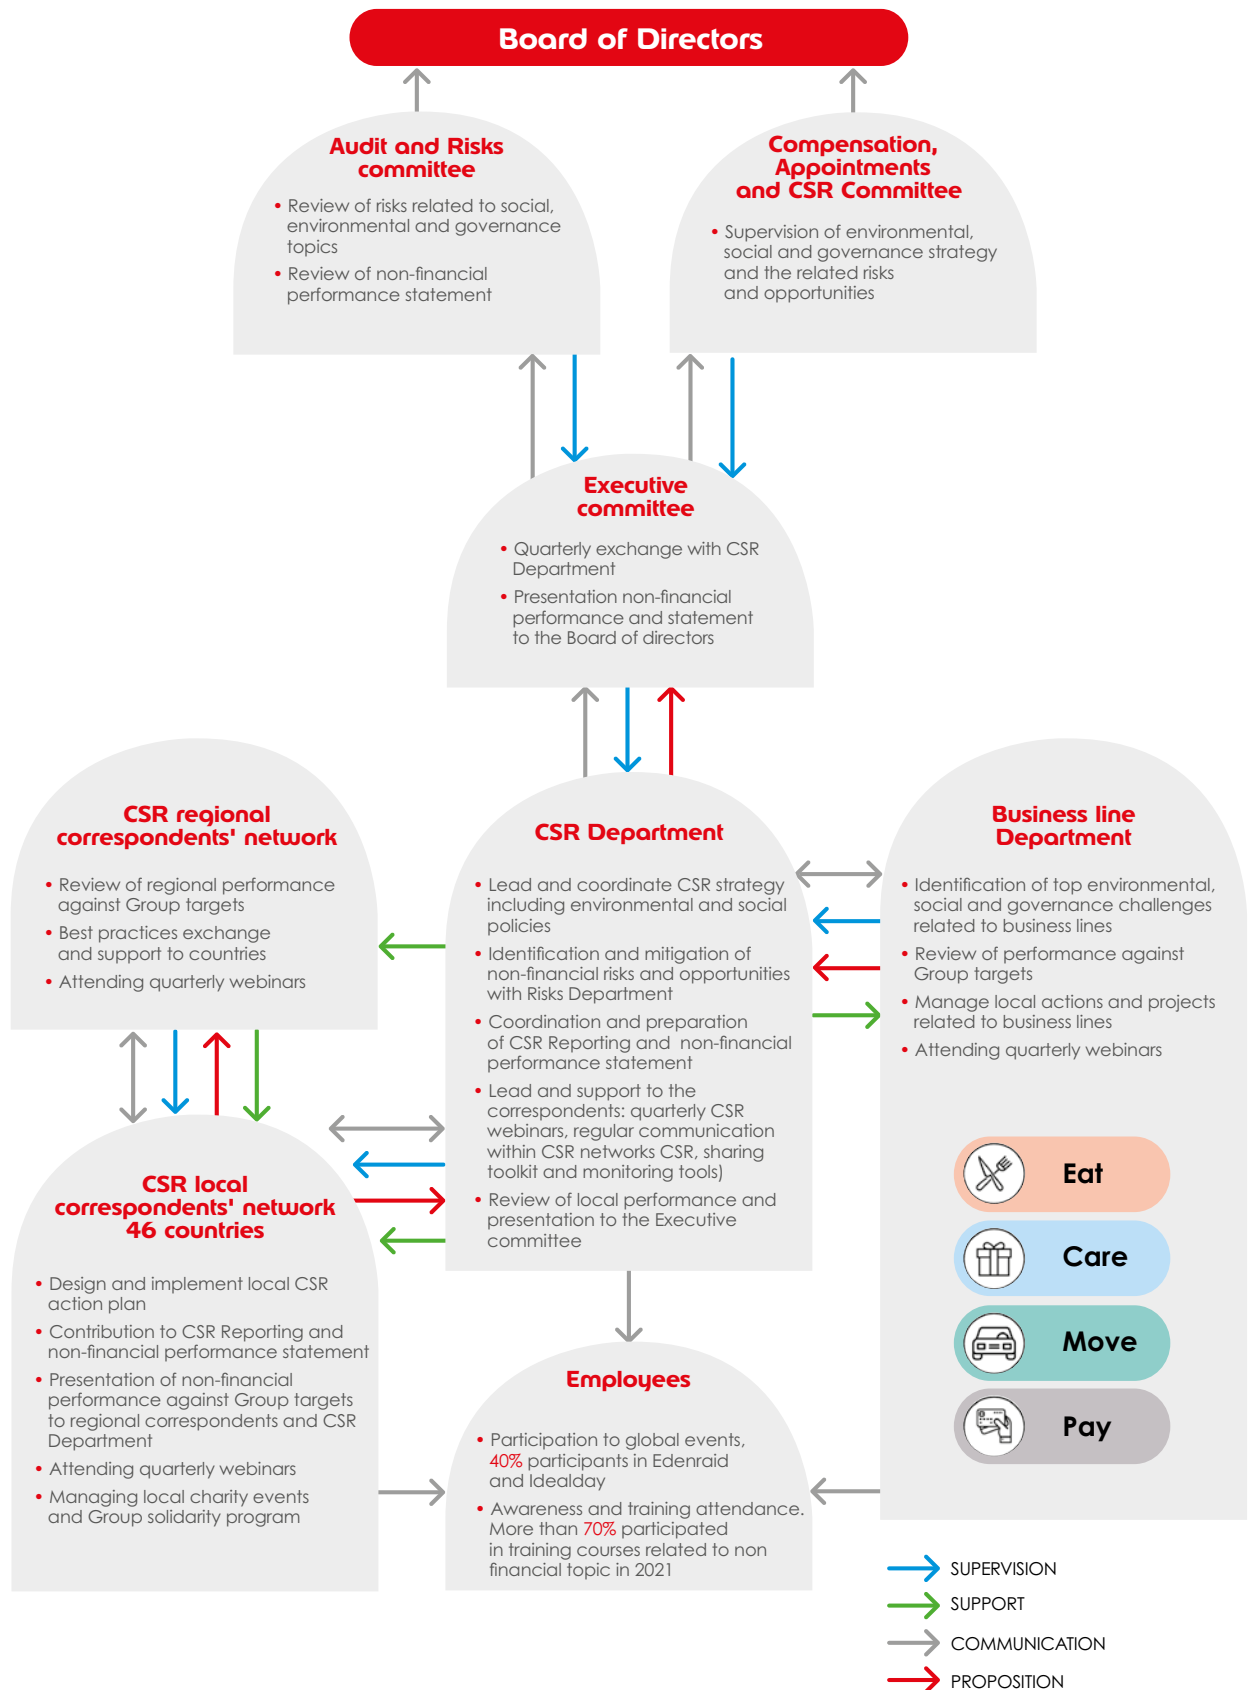 Board of Directors
Audit and Risks
committee
• Review of risks related to social,
environmental and governance
topics
• Review of non-financial
performance statement
Compensation,
Appointments
and CSR Committee
• Supervision of environmental,
social and governance strategy
and the related risks
and opportunities
Executive
committee
• Quarterly exchange with CSR
Department
• Presentation non-financial
performance and statement
to the Board of directors
CSR regional
correspondents' network
• Review of regional performance
against Group targets
• Best practices exchange
and support to countries
• Attending quarterly webinars
CSR Department
• Lead and coordinate CSR strategy
including environmental and social
policies
• Identification and mitigation of
non-financial risks and opportunities
with Risks Department
• Coordination and preparation
of CSR Reporting and non-financial
performance statement
• Lead and support to the
correspondents: quarterly CSR
webinars, regular communication
within CSR networks CSR, sharing
toolkit and monitoring tools)
• Review of local performance and
presentation to the Executive
committee
Business line
Department
• Identification of top environmental,
social and governance challenges
related to business lines
• Review of performance against
Group targets
• Manage local actions and projects
related to business lines
• Attending quarterly webinars
Eat
Care
Move
Pay
CSR local
correspondents' network
46 countries
• Design and implement local CSR
action plan
• Contribution to CSR Reporting and
non-financial performance statement
• Presentation of non-financial
performance against Group targets
to regional correspondents and CSR
Department
• Attending quarterly webinars
• Managing local charity events
and Group solidarity program
Employees
• Participation to global events,
40% participants in Edenraid
and Idealday
• Awareness and training attendance.
More than 70% participated
in training courses related to non
financial topic in 2021
SUPERVISION
SUPPORT
COMMUNICATION
PROPOSITION